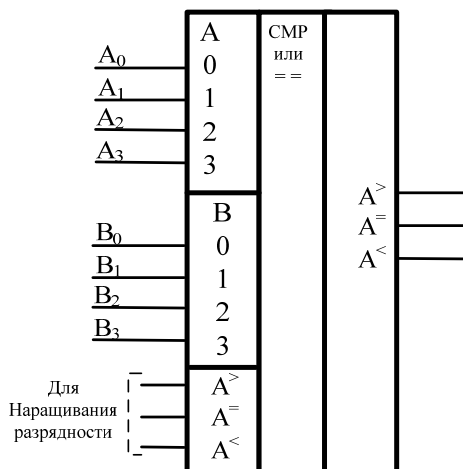 A
0
1
2
3
CMP
или
= =
A₀
A₁
A₂
A₃
A>
A=
A<
B
0
1
2
3
B₀
B₁
B₂
B₃
Для
Наращивания
разрядности
A>
A=
A<